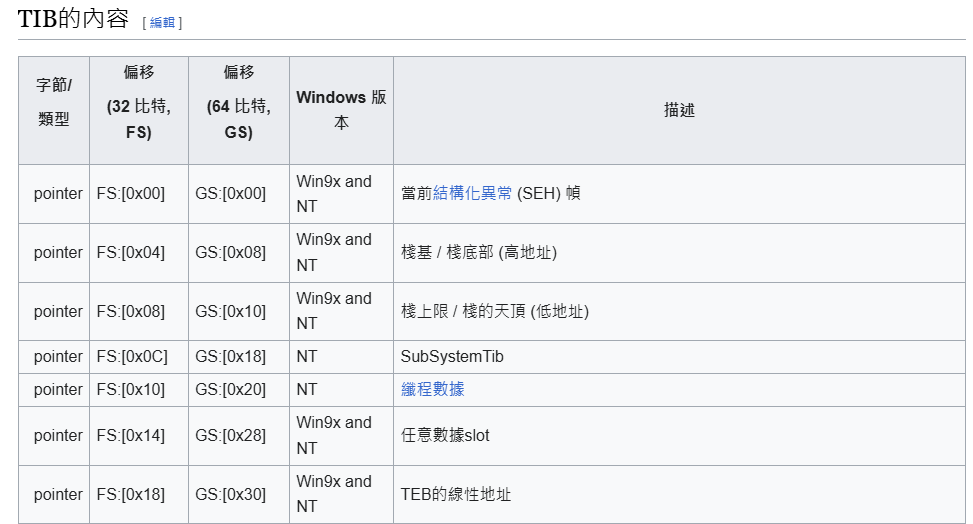 TIB的內容 [編輯]
字節/
類型
偏移
(32 比特,
FS)
偏移
(64 比特,
GS)
Windows 版
本
描述
pointer FS:[0x00] GS:[0x00] Win9x and
NT 當前結構化異常 (SEH) 幀
pointer FS:[0x04] GS:[0x08] Win9x and
NT 棧基 / 棧底部 (高地址)
pointer FS:[0x08] GS:[0x10] Win9x and
NT 棧上限 / 棧的天頂 (低地址)
pointer FS:[0x0C] GS:[0x18] NT SubSystemTib
pointer FS:[0x10] GS:[0x20] NT 纖程數據
pointer FS:[0x14] GS:[0x28] Win9x and
NT 任意數據slot
pointer FS:[0x18] GS:[0x30] Win9x and
NT TEB的線性地址